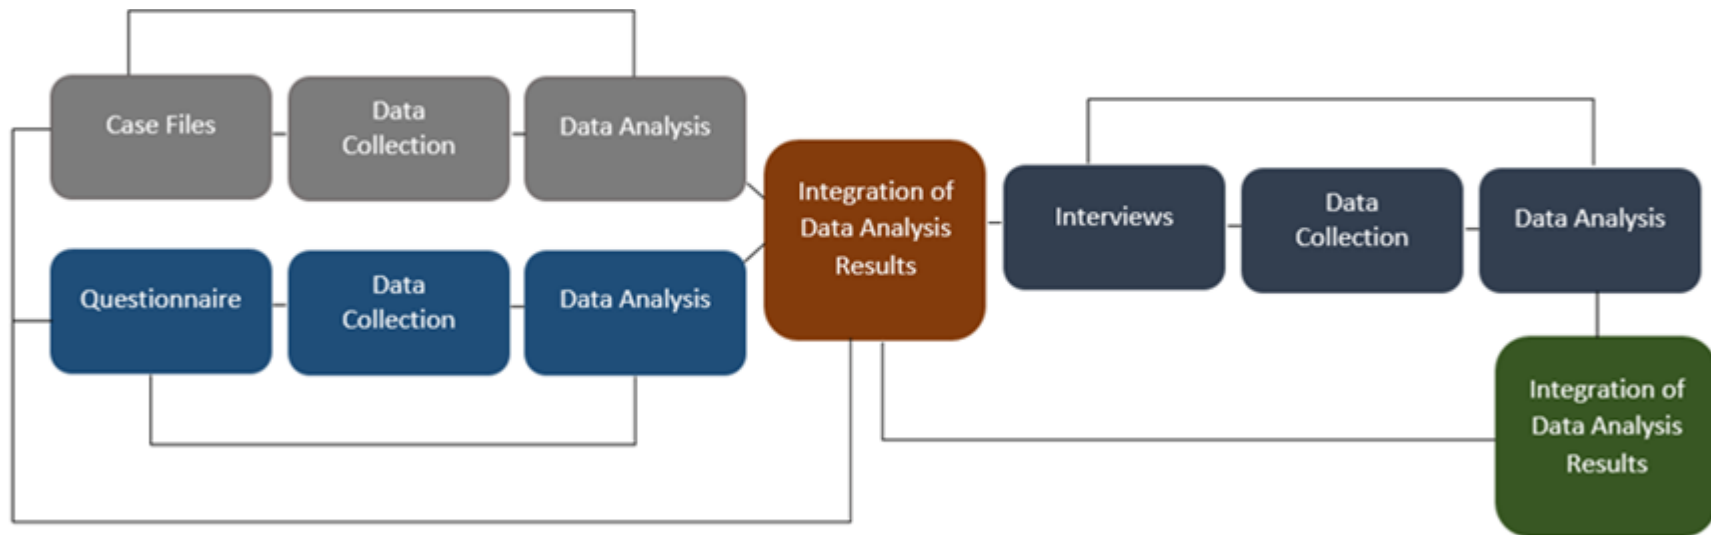 Case Files
Data
Collection
Data Analysis
Questionnaire
Data
Collection
Data Analysis
Integration of
Data Analysis
Results
Interviews
Data
Collection
Data Analysis
Integration of
Data Analysis
Results